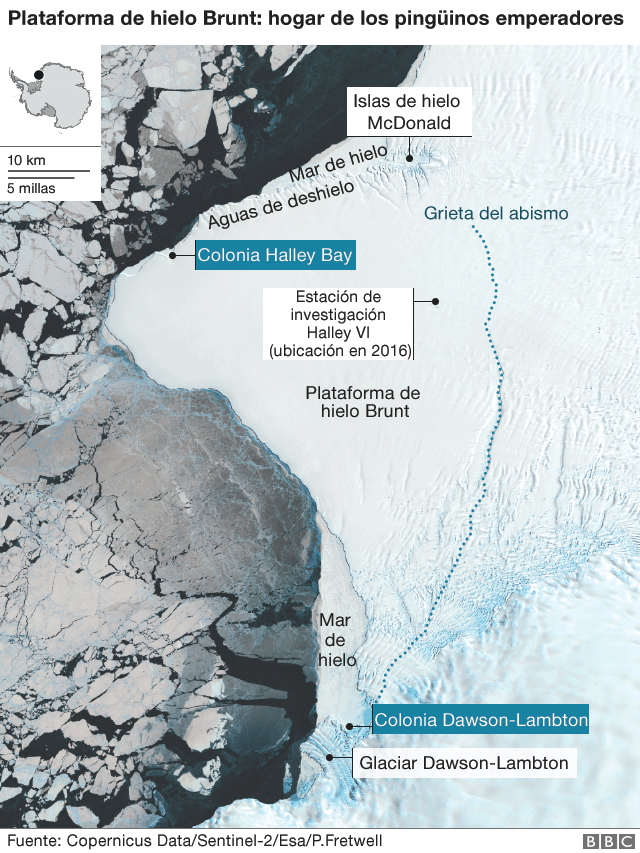 Plataforma de hielo Brunt: hogar de los pingüinos emperadores
10 km
5 millas
Islas de hielo
McDonald
Mar de hielo
Aguas de deshielo
Grieta del abismo
Colonia Halley Bay
Estación de
investigación
Halley VI
(ubicación en 2016)
Plataforma de
hielo Brunt
Mar
de
hielo
Colonia Dawson-Lambton
Glaciar Dawson-Lambton
Fuente: Copernicus Data/Sentinel-2/Esa/P.Fretwell
BBC